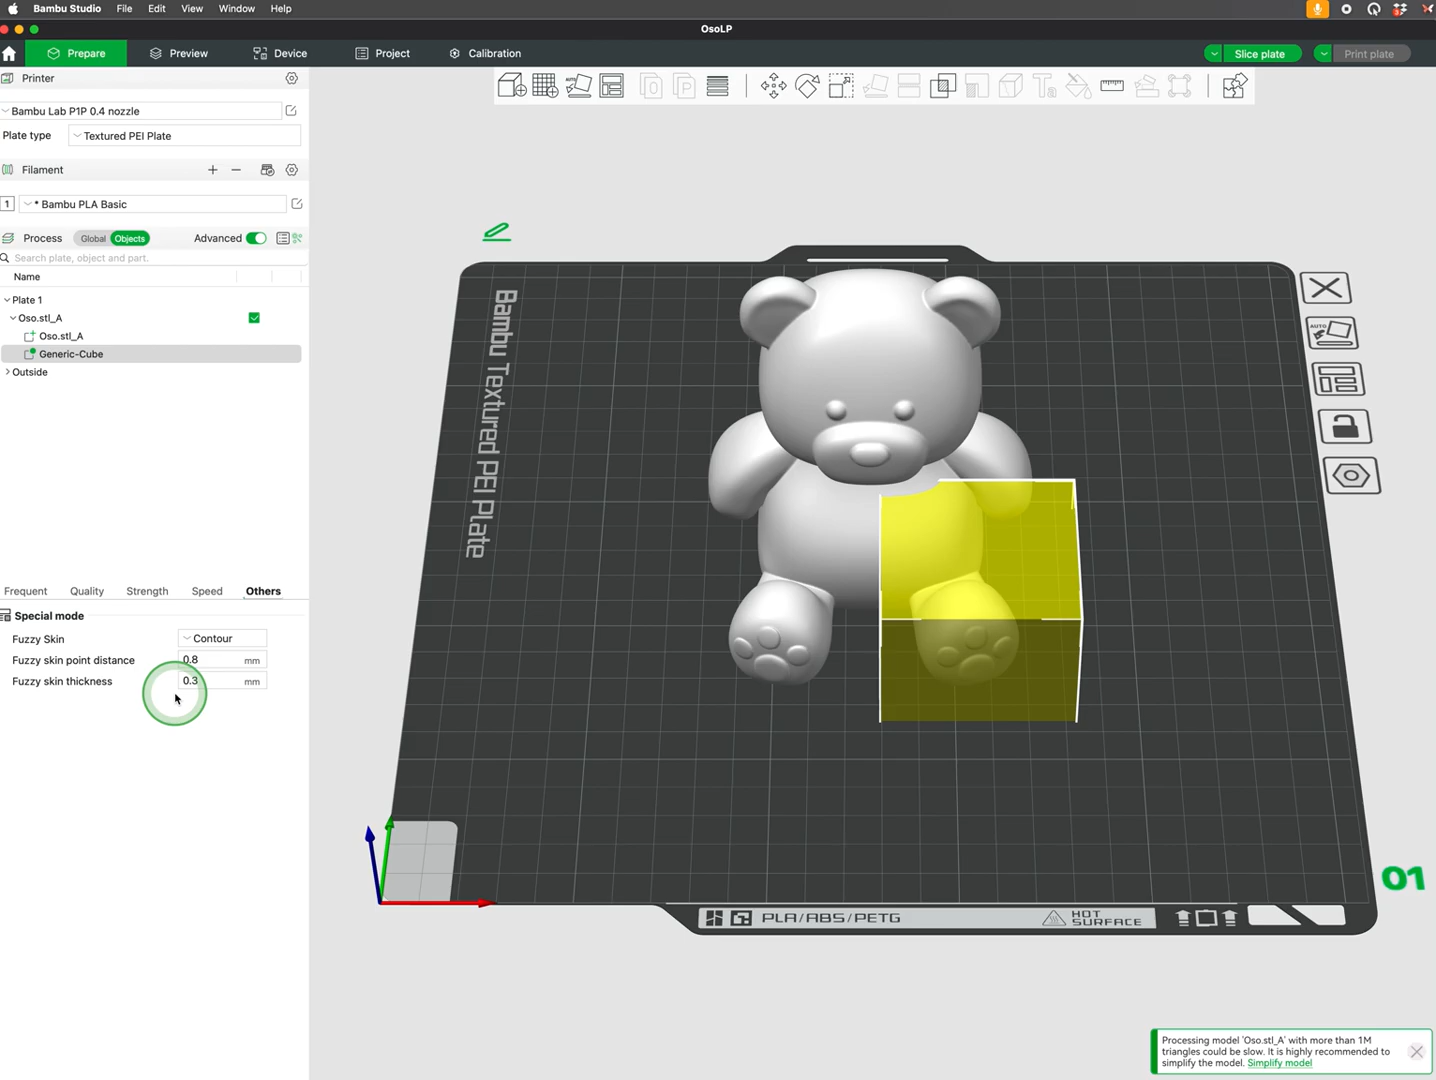 Bambu Studio File Edit View Window Help
OsoLP
Prepare Preview Device Project Calibration Slice plate Print plate
Printer
Bambu Lab P1P 0.4 nozzle
Plate type Textured PEI Plate
Filament
1 * Bambu PLA Basic
Process Global Objects Advanced
Search plate, object and part.
Name
Plate 1
Oso.stl_A
Oso.stl_A
Generic-Cube
Outside
Frequent Quality Strength Speed Others
Special mode
Fuzzy Skin Contour
Fuzzy skin point distance 0.8 mm
Fuzzy skin thickness 0.3 mm
Bambu Textured PEI Plate
AUTO
01
PLA/ABS/PETG
HOT
SURFACE
Processing model 'Oso.stl_A' with more than 1M
triangles could be slow. It is highly recommended to
simplify the model. Simplify model